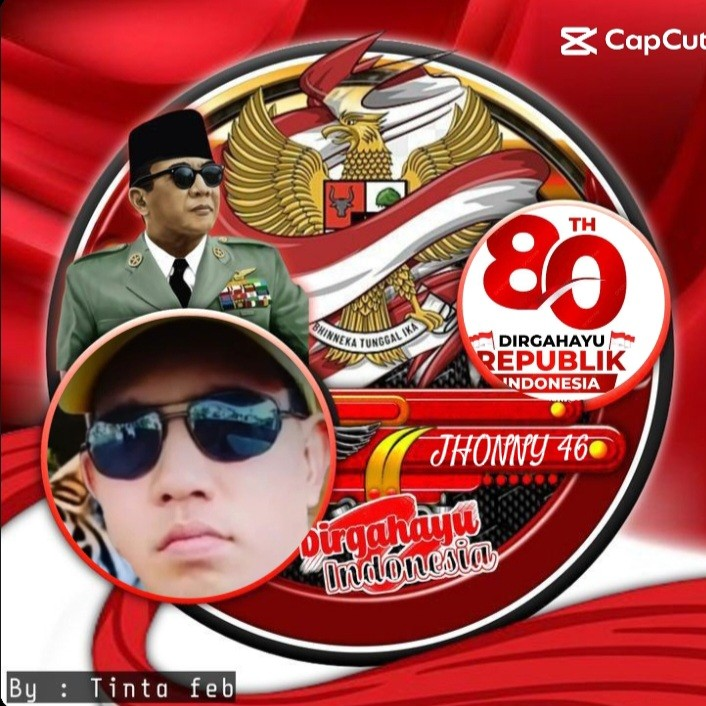 CapCut
80
TH
DIRGAHAYU
REPUBLIK
INDONESIA
BHINNEKA TUNGGAL IKA
JHONNY 46
Dirgahayu
Indonesia
By : Tinta feb